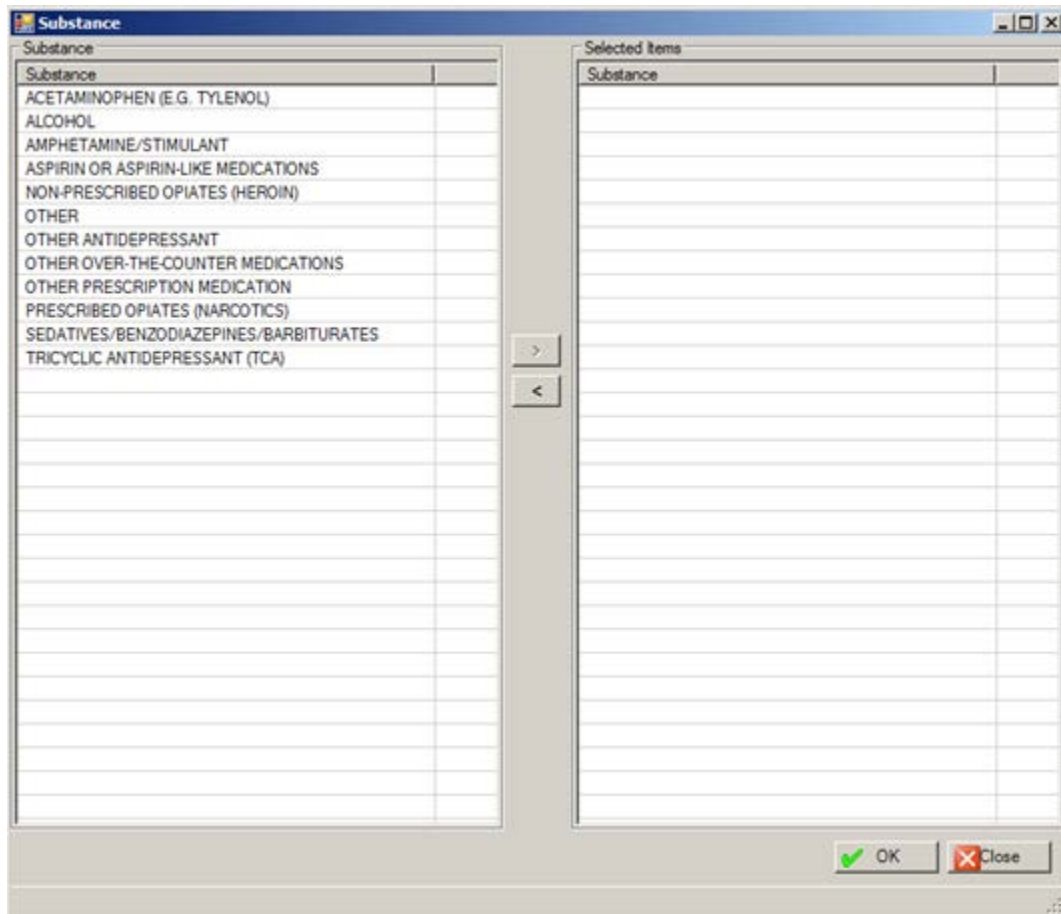 Substance
Substance
Substance
ACETAMINOPHEN (E.G. TYLENOL)
ALCOHOL
AMPHETAMINE/STIMULANT
ASPIRIN OR ASPIRIN-LIKE MEDICATIONS
NON-PRESCRIBED OPIATES (HEROIN)
OTHER
OTHER ANTIDEPRESSANT
OTHER OVER-THE-COUNTER MEDICATIONS
OTHER PRESCRIPTION MEDICATION
PRESCRIBED OPIATES (NARCOTICS)
SEDATIVES/BENZODIAZEPINES/BARBITURATES
TRICYCLIC ANTIDEPRESSANT (TCA)
>
<
Selected Items
Substance
OK
Close